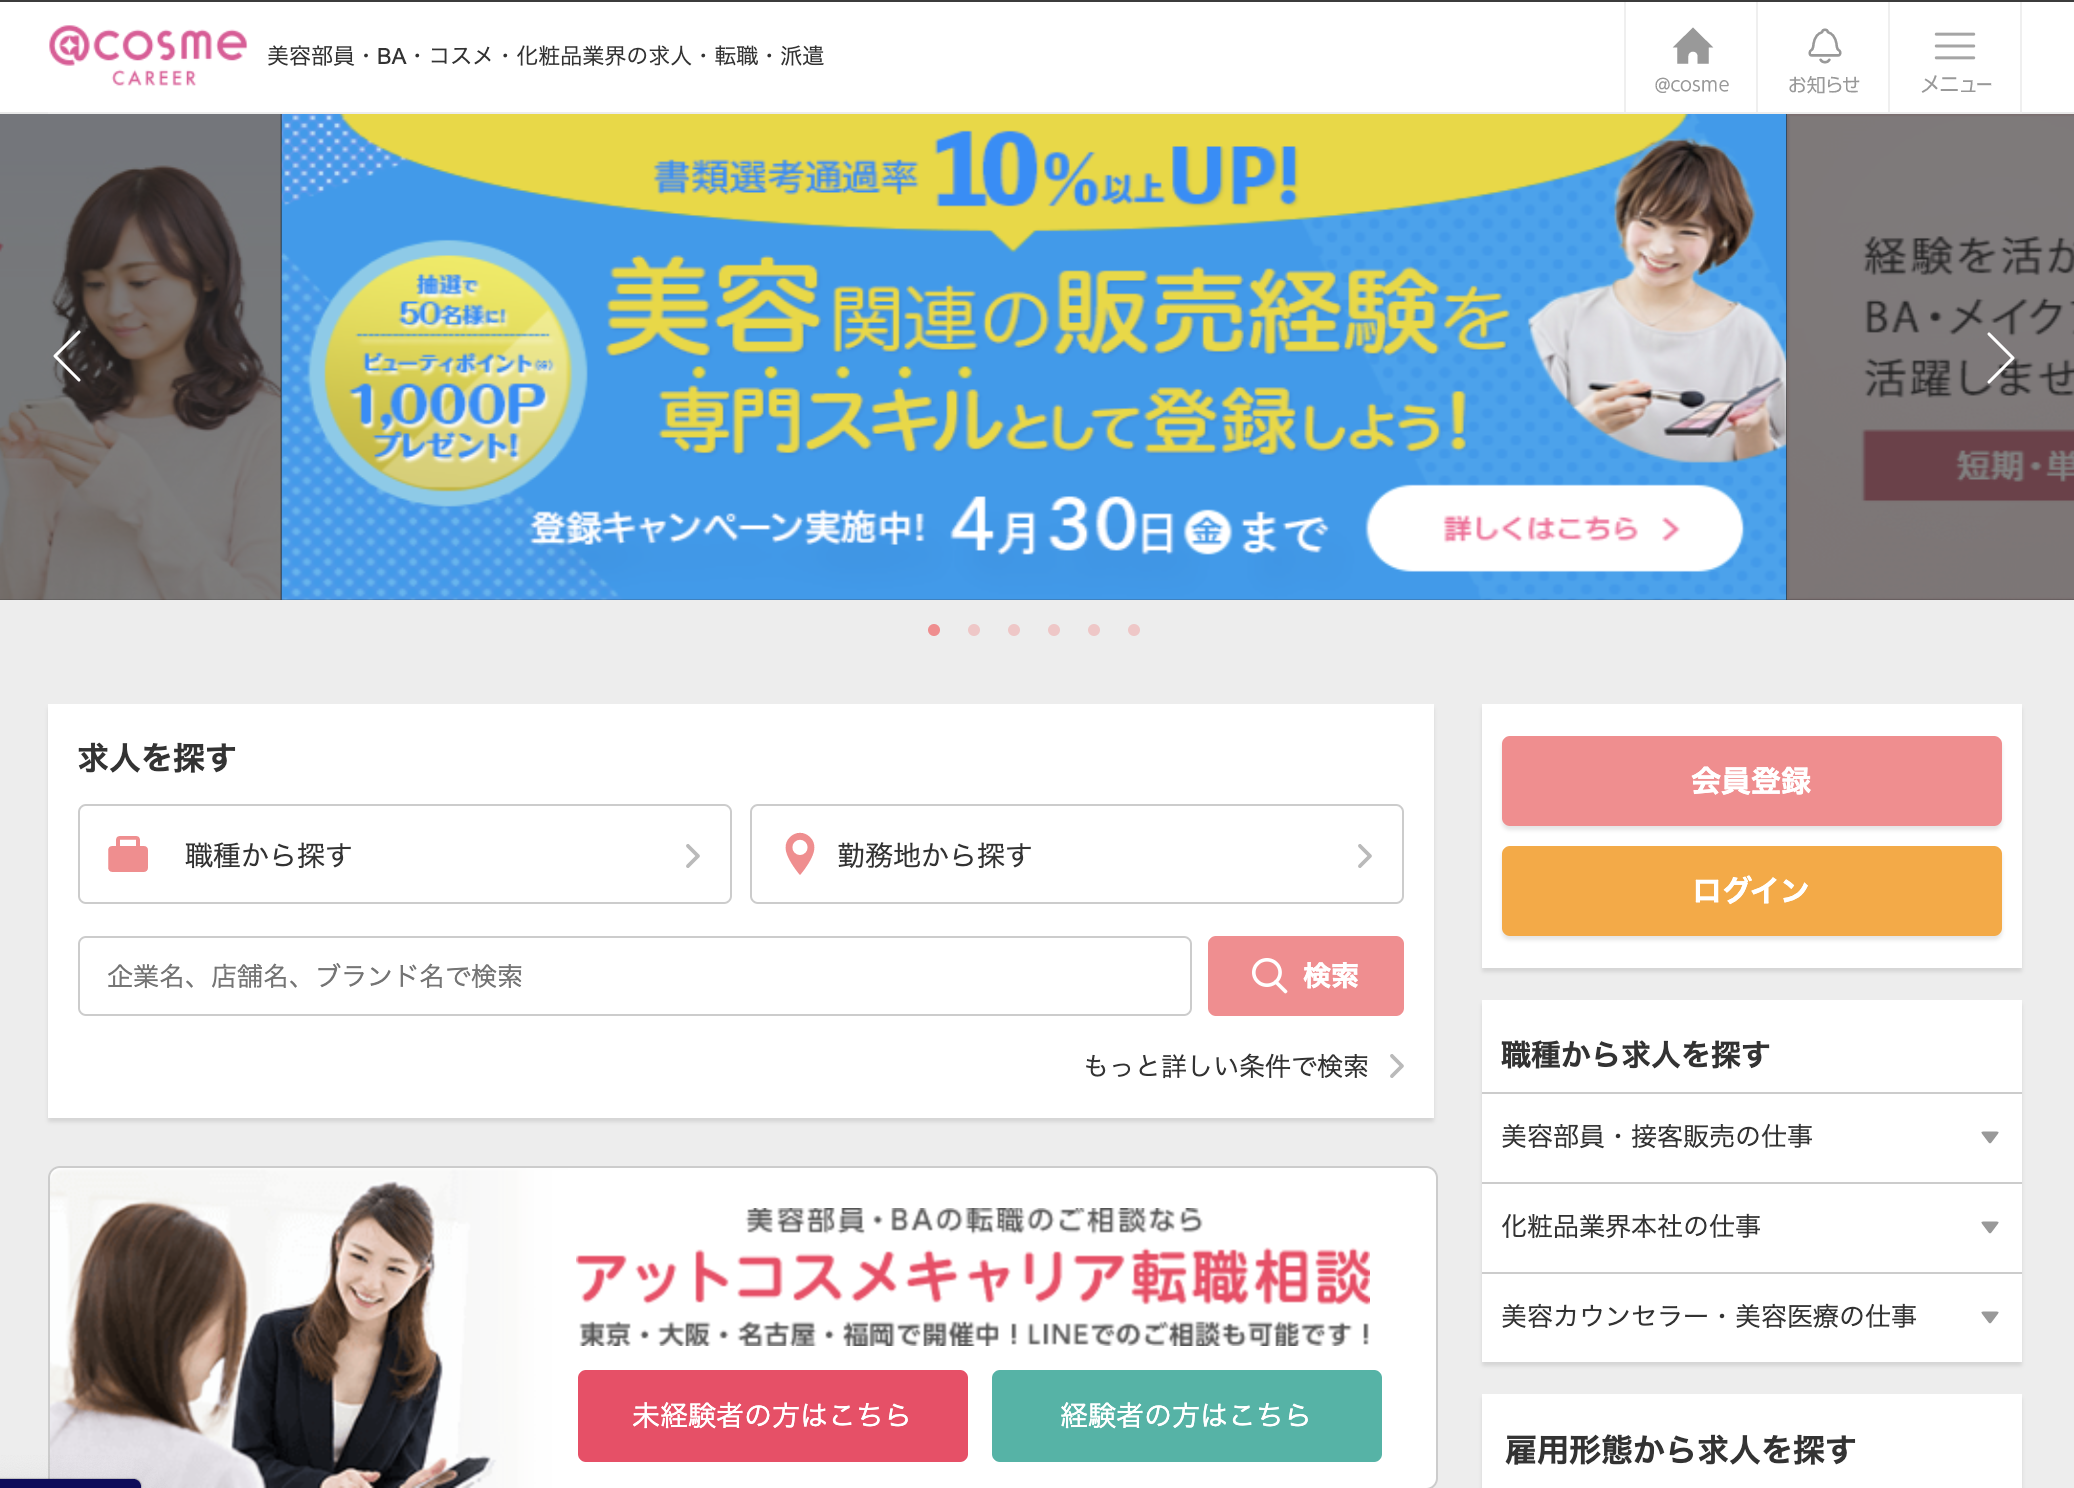 @cosme
CAREER
美容部員・BA・コスメ・化粧品業界の求人・転職・派遣
@cosme
お知らせ
メニュー
書類選考通過率10%以上UP!
抽選で
50名様に!
ビューティポイント(※)
1,000P
プレゼント!
美容関連の販売経験を
専門スキルとして登録しよう!
登録キャンペーン実施中! 4月30日金まで
詳しくはこちら
経験を活か
BA・メイク
活躍しませ
短期・単
求人を探す
職種から探す
勤務地から探す
企業名、店舗名、ブランド名で検索
検索
もっと詳しい条件で検索
美容部員・BAの転職のご相談なら
アットコスメキャリア転職相談
東京・大阪・名古屋・福岡で開催中！LINEでのご相談も可能です！
未経験者の方はこちら
経験者の方はこちら
会員登録
ログイン
職種から求人を探す
美容部員・接客販売の仕事
化粧品業界本社の仕事
美容カウンセラー・美容医療の仕事
雇用形態から求人を探す